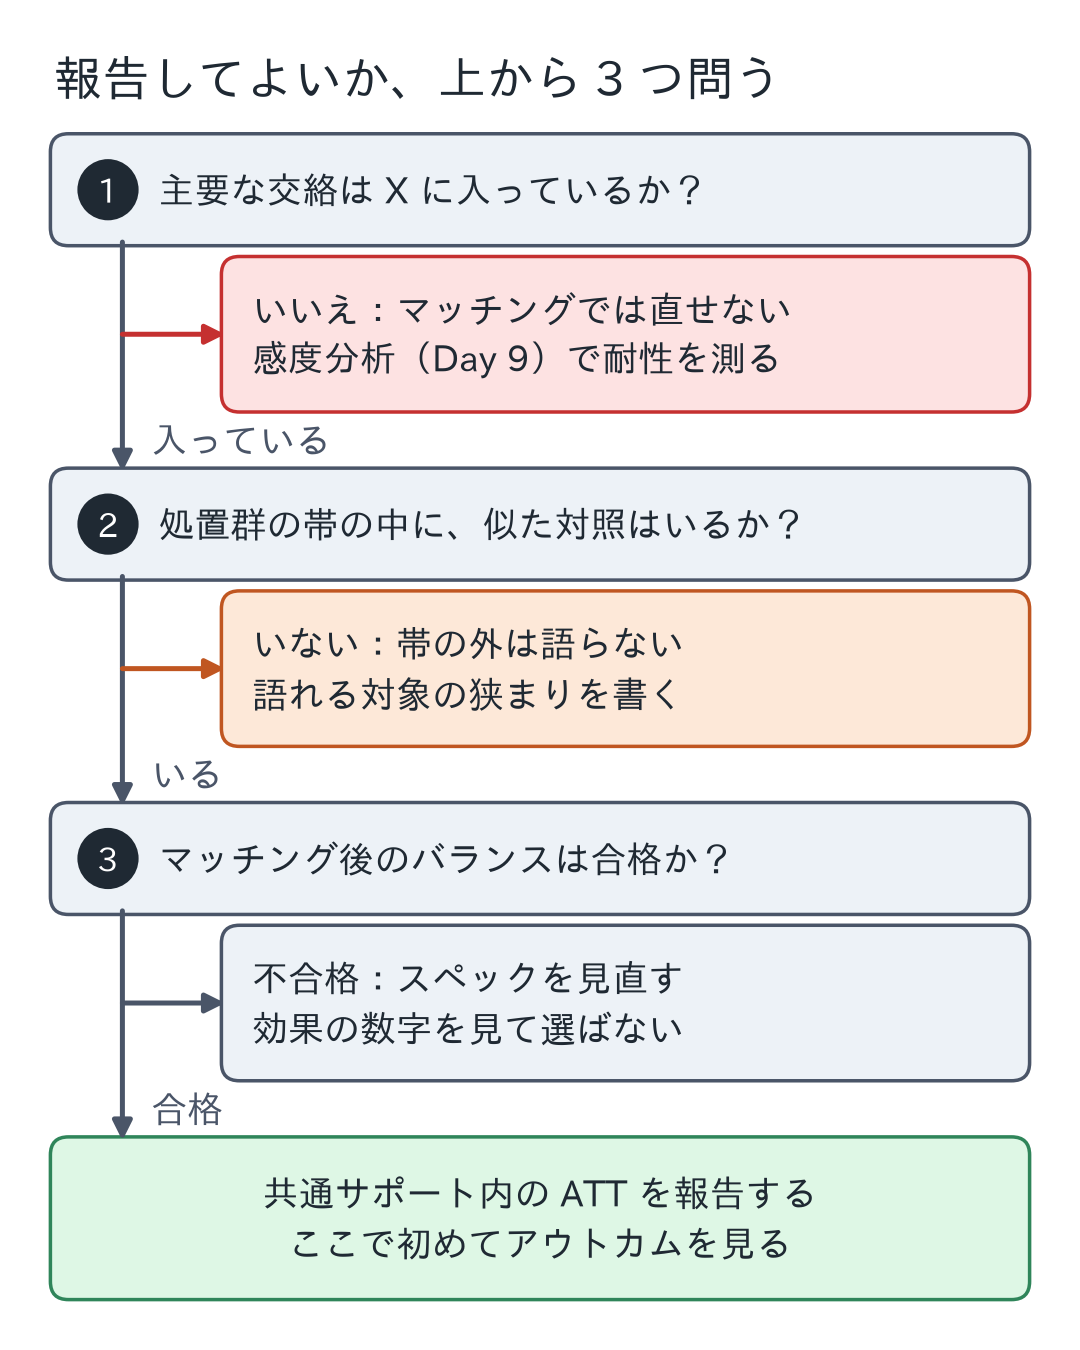 報告してよいか、上から 3 つ問う
1 主要な交絡は X に入っているか？
いいえ：マッチングでは直せない
感度分析（Day 9）で耐性を測る
入っている
2 処置群の帯の中に、似た対照はいるか？
いない：帯の外は語らない
語れる対象の狭まりを書く
いる
3 マッチング後のバランスは合格か？
不合格：スペックを見直す
効果の数字を見て選ばない
合格
共通サポート内の ATT を報告する
ここで初めてアウトカムを見る